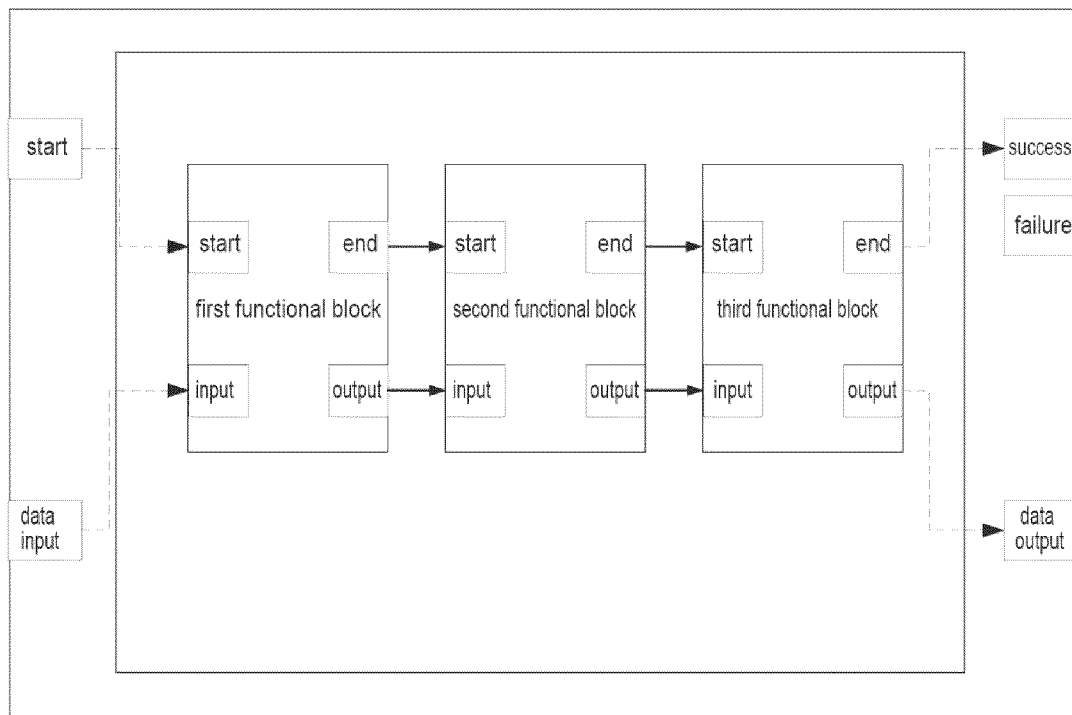 start
success
failure
start
end
start
end
start
end
first functional block
second functional block
third functional block
input
output
input
output
input
output
data
input
data
output